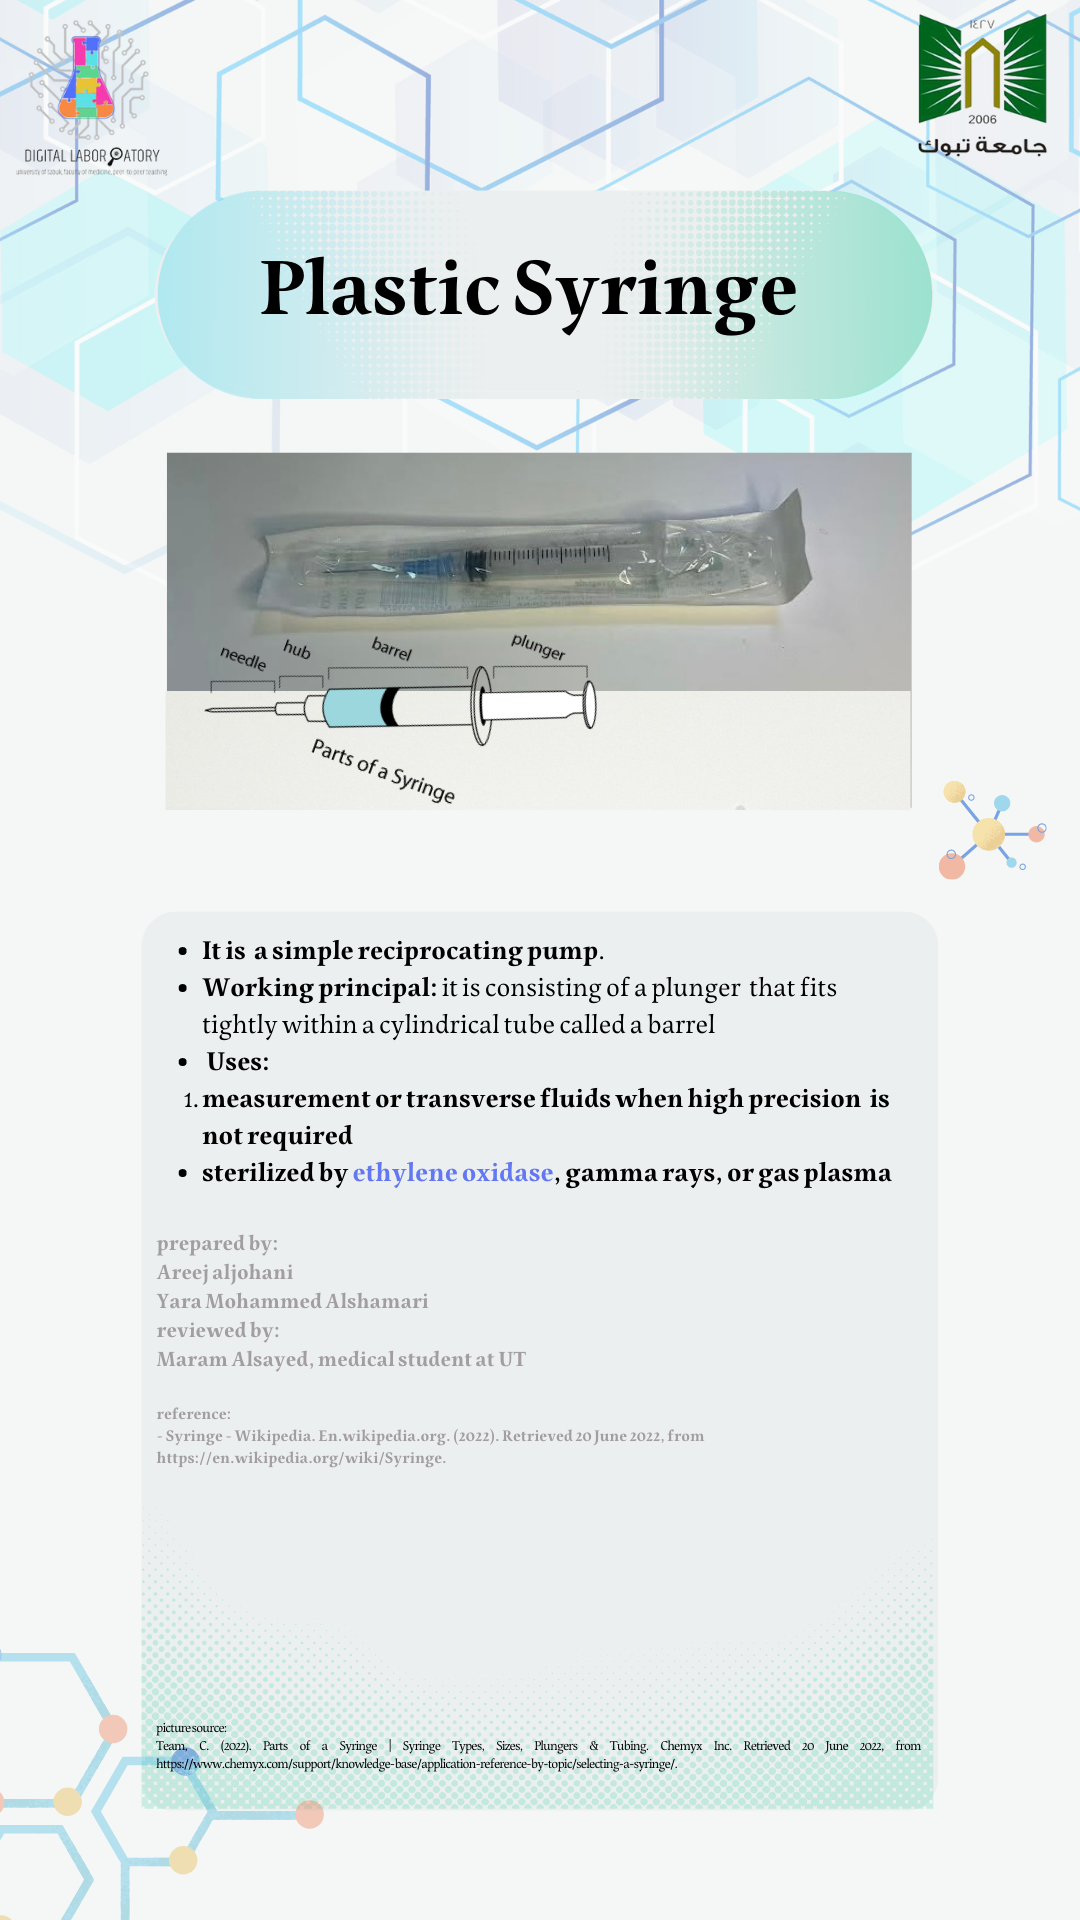 DIGITAL LABORATORY
university of tabuk, faculty of medicine, peer-to-peer teaching
١٤٢٧
2006
جامعة تبوك
Plastic Syringe
needle
hub
barrel
plunger
Parts of a Syringe
• It is a simple reciprocating pump.
• Working principal: it is consisting of a plunger that fits
tightly within a cylindrical tube called a barrel
• Uses:
1. measurement or transverse fluids when high precision is
not required
• sterilized by ethylene oxidase, gamma rays, or gas plasma
prepared by:
Areej aljohani
Yara Mohammed Alshamari
reviewed by:
Maram Alsayed, medical student at UT
reference:
- Syringe - Wikipedia. En.wikipedia.org. (2022). Retrieved 20 June 2022, from
https://en.wikipedia.org/wiki/Syringe.
picture source:
Team, C. (2022). Parts of a Syringe | Syringe Types, Sizes, Plungers & Tubing. Chemyx Inc. Retrieved 20 June 2022, from
https://www.chemyx.com/support/knowledge-base/application-reference-by-topic/selecting-a-syringe/.